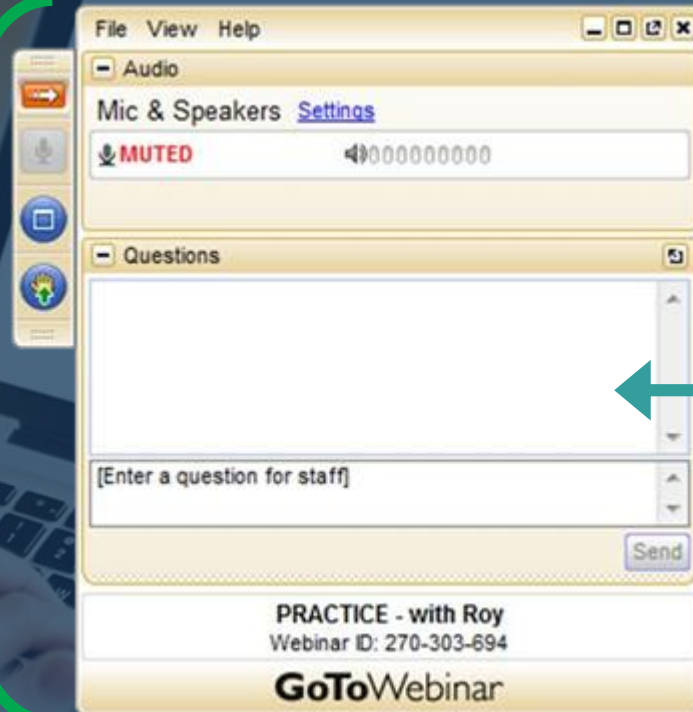 File View Help
Audio
Mic & Speakers Settings
MUTED
Questions
[Enter a question for staff]
Send
PRACTICE - with Roy
Webinar ID: 270-303-694
GoToWebinar